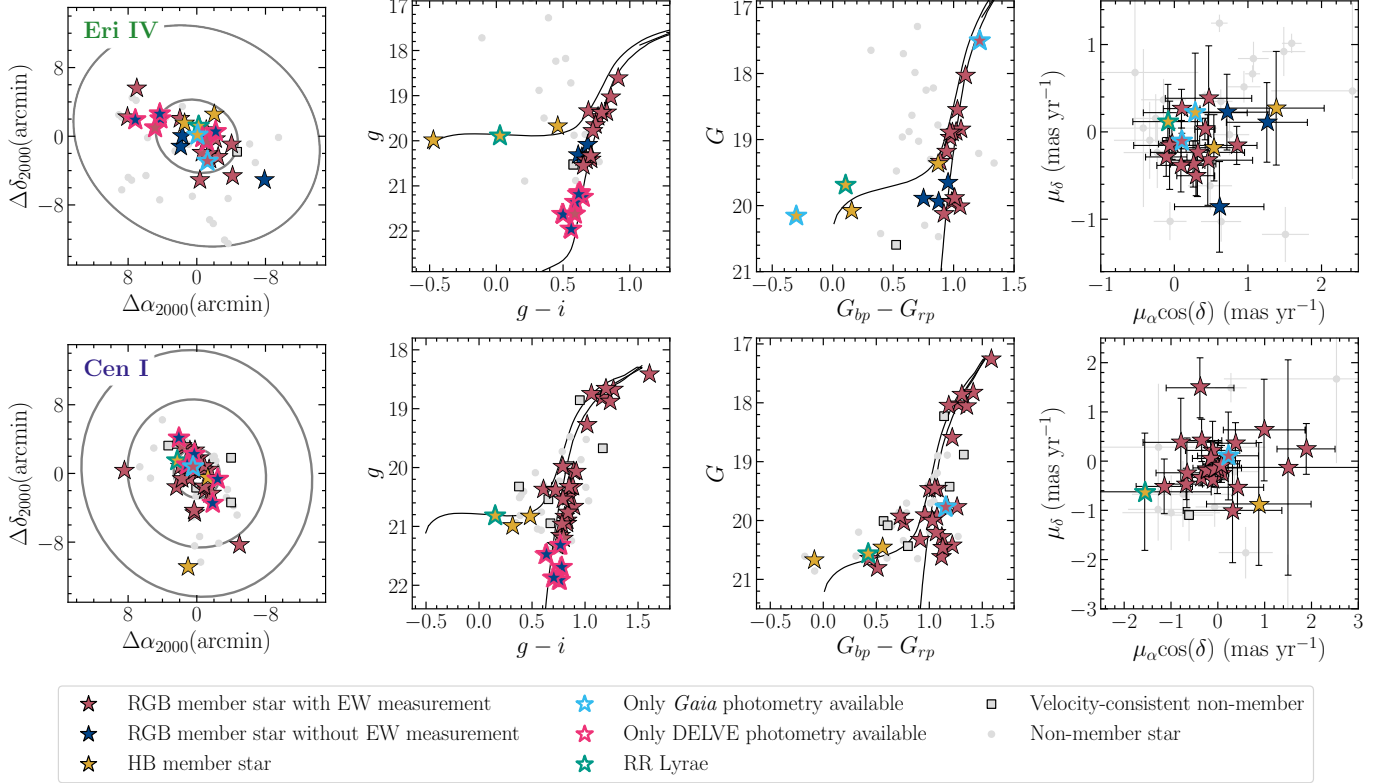 Eri IV
8
0
−8
Δδ2000(arcmin)
8
0
−8
Δα2000(arcmin)
18
19
20
21
22
g
−0.5
0.0
0.5
1.0
g − i
17
18
19
20
21
G
−0.5
0.0
0.5
1.0
1.5
Gbp − Grp
1
0
−1
μδ (mas yr−1)
−1
0
1
2
μαcos(δ) (mas yr−1)
Cen I
8
0
−8
Δδ2000(arcmin)
8
0
−8
Δα2000(arcmin)
18
19
20
21
22
g
−0.5
0.0
0.5
1.0
1.5
g − i
17
18
19
20
21
G
−0.5
0.0
0.5
1.0
1.5
Gbp − Grp
2
1
0
−1
−2
−3
μδ (mas yr−1)
−2
−1
0
1
2
3
μαcos(δ) (mas yr−1)
RGB member star with EW measurement
RGB member star without EW measurement
HB member star
Only Gaia photometry available
Only DELVE photometry available
RR Lyrae
Velocity-consistent non-member
Non-member star